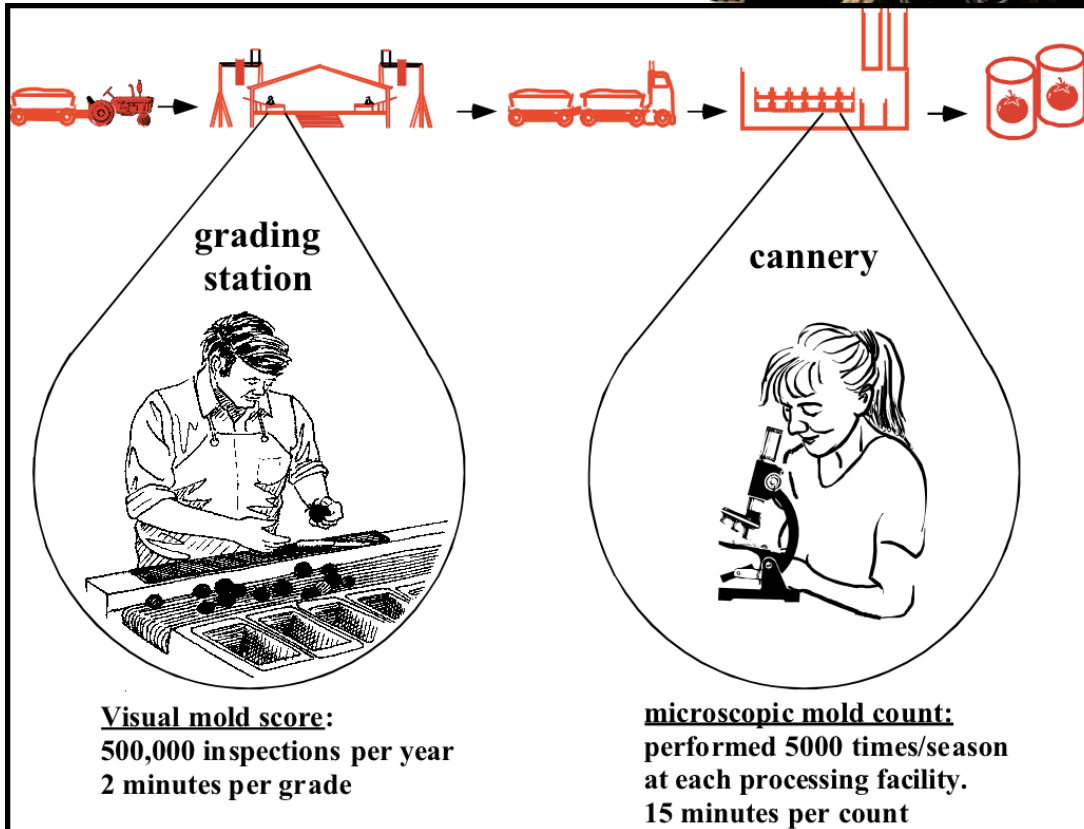 grading
station
cannery
Visual mold score:
500,000 inspections per year
2 minutes per grade
microscopic mold count:
performed 5000 times/season
at each processing facility.
15 minutes per count